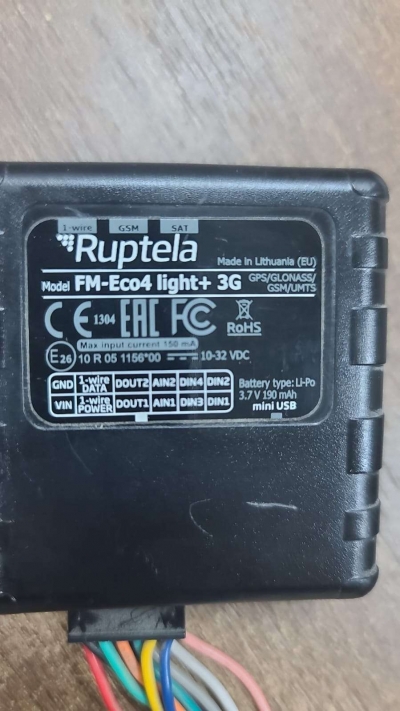 1-wire GSM SAT
Ruptela Made in Lithuania (EU)
Model FM-Eco4 light+ 3G GPS/GLONASS/
GSM/UMTS
CE 1304 EAC FC RoHS
Max input current 150 mA
E26 10 R 05 1156*00 10-32 VDC
GND 1-wire DATA DOUT2 AIN2 DIN4 DIN2 Battery type: Li-Po
3.7 V 190 mAh
VIN 1-wire POWER DOUT1 AIN1 DIN3 DIN1 mini USB